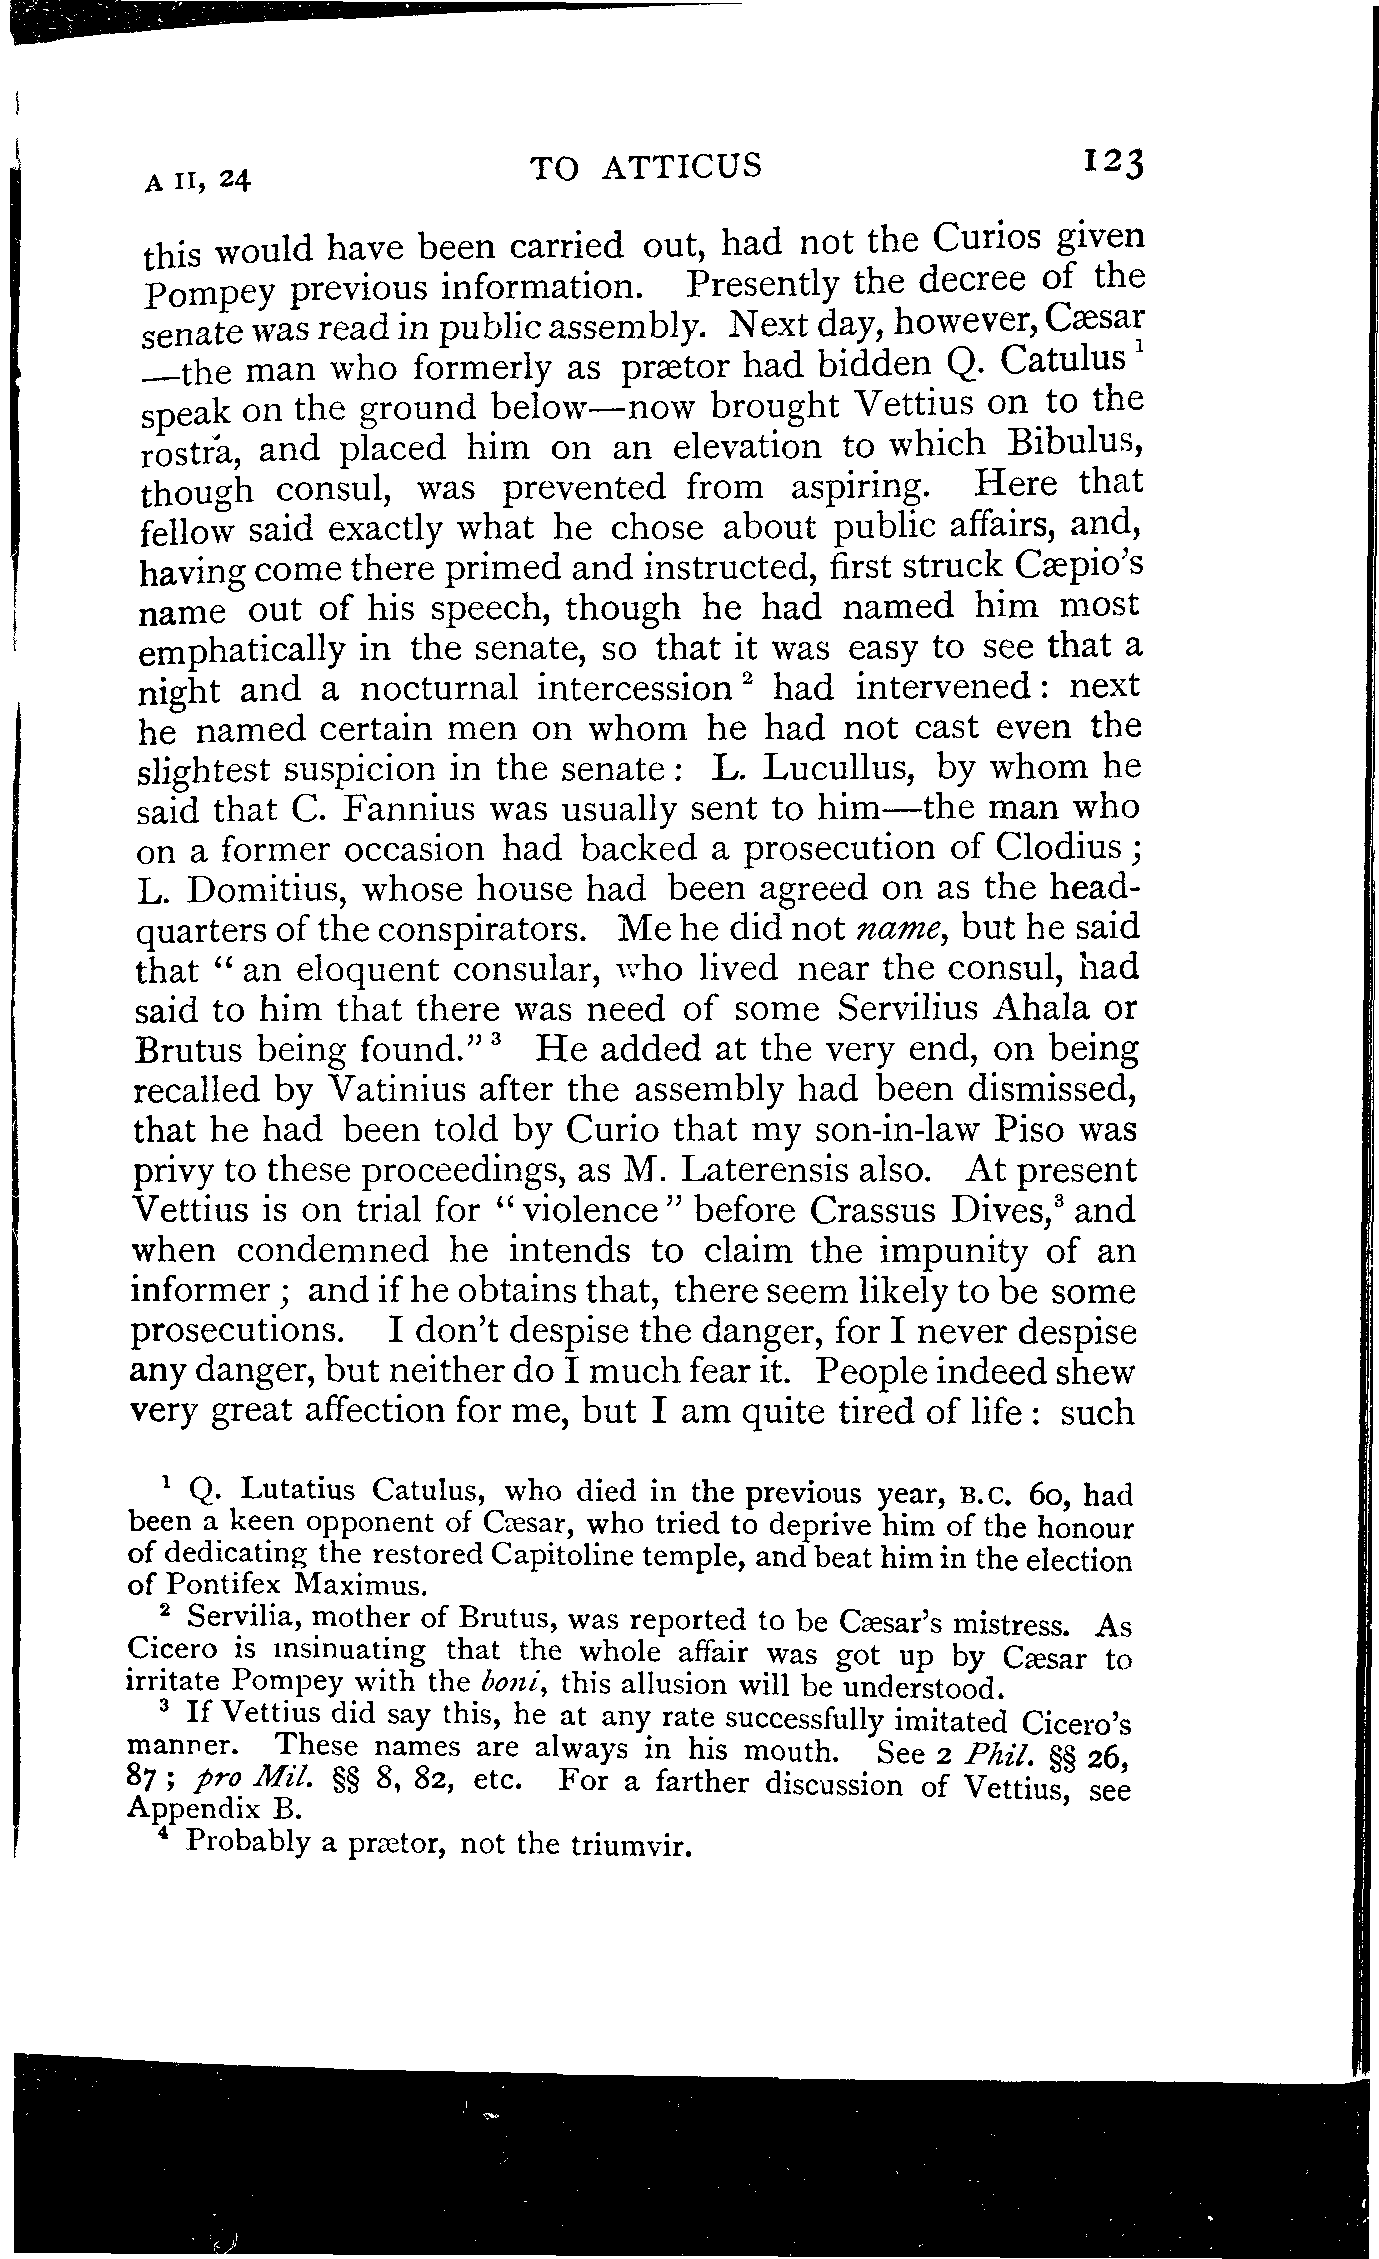 A II, 24 TO ATTICUS 123
this would have been carried out, had not the Curios given
Pompey previous information. Presently the decree of the
senate was read in public assembly. Next day, however, Cæsar
—the man who formerly as prætor had bidden Q. Catulus ¹
speak on the ground below—now brought Vettius on to the
rostra, and placed him on an elevation to which Bibulus,
though consul, was prevented from aspiring. Here that
fellow said exactly what he chose about public affairs, and,
having come there primed and instructed, first struck Cæpio's
name out of his speech, though he had named him most
emphatically in the senate, so that it was easy to see that a
night and a nocturnal intercession ² had intervened : next
he named certain men on whom he had not cast even the
slightest suspicion in the senate : L. Lucullus, by whom he
said that C. Fannius was usually sent to him—the man who
on a former occasion had backed a prosecution of Clodius ;
L. Domitius, whose house had been agreed on as the head-
quarters of the conspirators. Me he did not name, but he said
that “ an eloquent consular, who lived near the consul, had
said to him that there was need of some Servilius Ahala or
Brutus being found.” ³ He added at the very end, on being
recalled by Vatinius after the assembly had been dismissed,
that he had been told by Curio that my son-in-law Piso was
privy to these proceedings, as M. Laterensis also. At present
Vettius is on trial for “ violence ” before Crassus Dives,³ and
when condemned he intends to claim the impunity of an
informer ; and if he obtains that, there seem likely to be some
prosecutions. I don't despise the danger, for I never despise
any danger, but neither do I much fear it. People indeed shew
very great affection for me, but I am quite tired of life : such
¹ Q. Lutatius Catulus, who died in the previous year, B.C. 60, had
been a keen opponent of Cæsar, who tried to deprive him of the honour
of dedicating the restored Capitoline temple, and beat him in the election
of Pontifex Maximus.
² Servilia, mother of Brutus, was reported to be Cæsar's mistress. As
Cicero is insinuating that the whole affair was got up by Cæsar to
irritate Pompey with the boni, this allusion will be understood.
³ If Vettius did say this, he at any rate successfully imitated Cicero's
manner. These names are always in his mouth. See 2 Phil. §§ 26,
87 ; pro Mil. §§ 8, 82, etc. For a farther discussion of Vettius, see
Appendix B.
⁴ Probably a prætor, not the triumvir.